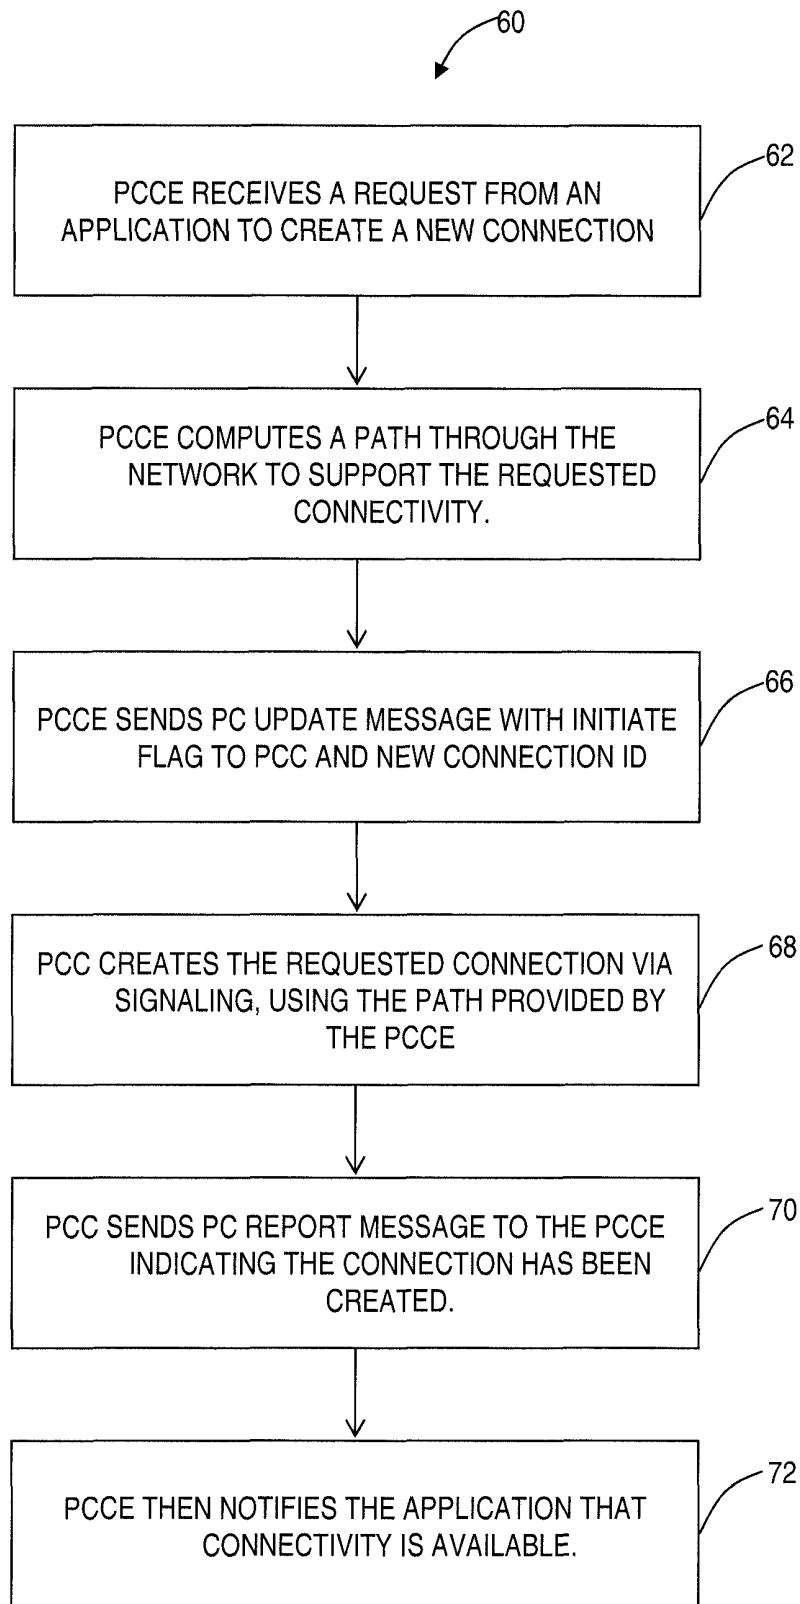 60
PCCE RECEIVES A REQUEST FROM AN
APPLICATION TO CREATE A NEW CONNECTION
62
PCCE COMPUTES A PATH THROUGH THE
NETWORK TO SUPPORT THE REQUESTED
CONNECTIVITY.
64
PCCE SENDS PC UPDATE MESSAGE WITH INITIATE
FLAG TO PCC AND NEW CONNECTION ID
66
PCC CREATES THE REQUESTED CONNECTION VIA
SIGNALING, USING THE PATH PROVIDED BY
THE PCCE
68
PCC SENDS PC REPORT MESSAGE TO THE PCCE
INDICATING THE CONNECTION HAS BEEN
CREATED.
70
PCCE THEN NOTIFIES THE APPLICATION THAT
CONNECTIVITY IS AVAILABLE.
72